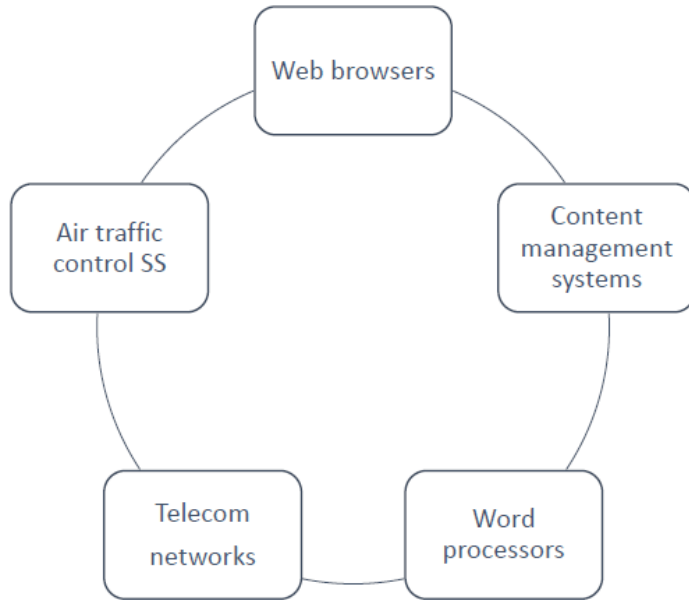 Web browsers
Content
management
systems
Word
processors
Telecom
networks
Air traffic
control SS